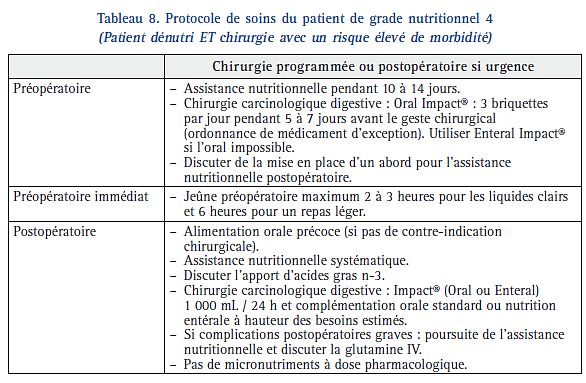 Tableau 8. Protocole de soins du patient de grade nutritionnel 4
(Patient dénutri ET chirurgie avec un risque élevé de morbidité)
Chirurgie programmée ou postopératoire si urgence
Préopératoire
– Assistance nutritionnelle pendant 10 à 14 jours.
– Chirurgie carcinologique digestive : Oral Impact® : 3 briquettes
par jour pendant 5 à 7 jours avant le geste chirurgical
(ordonnance de médicament d'exception). Utiliser Enteral Impact®
si l'oral impossible.
– Discuter de la mise en place d'un abord pour l'assistance
nutritionnelle postopératoire.
Préopératoire immédiat
– Jeûne préopératoire maximum 2 à 3 heures pour les liquides clairs
et 6 heures pour un repas léger.
Postopératoire
– Alimentation orale précoce (si pas de contre-indication
chirurgicale).
– Assistance nutritionnelle systématique.
– Discuter l'apport d'acides gras n-3.
– Chirurgie carcinologique digestive : Impact® (Oral ou Enteral)
1 000 mL / 24 h et complémentation orale standard ou nutrition
entérale à hauteur des besoins estimés.
– Si complications postopératoires graves : poursuite de l'assistance
nutritionnelle et discuter la glutamine IV.
– Pas de micronutriments à dose pharmacologique.